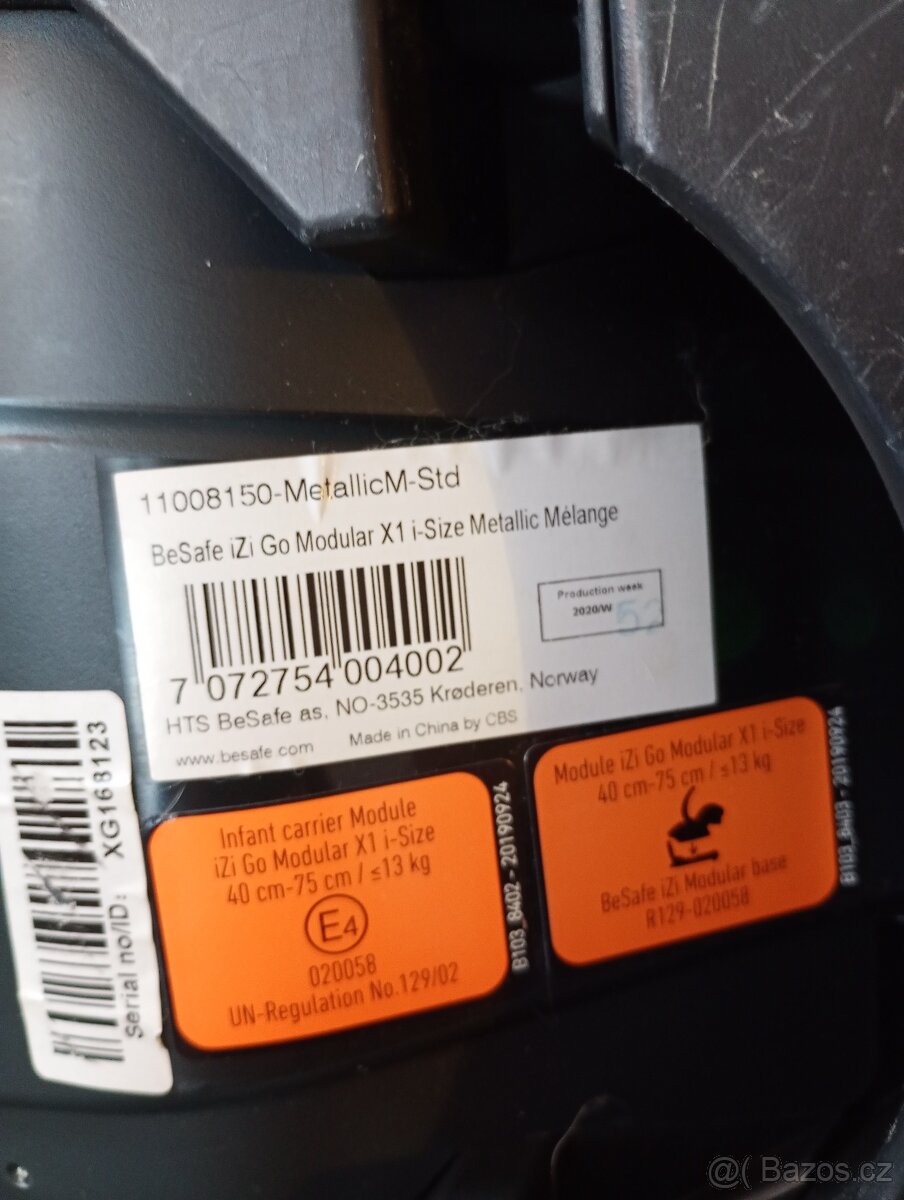 11008150-MetallicM-Std
BeSafe iZi Go Modular X1 i-Size Metallic Mélange
Production week
2020/W 52
7 072754 004002
HTS BeSafe as, NO-3535 Krøderen, Norway
www.besafe.com Made in China by CBS
Serial no/ID: XG168123
Infant carrier Module
iZi Go Modular X1 i-Size
40 cm-75 cm / ≤13 kg
E4
020058
UN-Regulation No.129/02
B103_8402 - 20190924
Module iZi Go Modular X1 i-Size
40 cm-75 cm / ≤13 kg
BeSafe iZi Modular base
R129-020058
B103_8403 - 20190924
@( Bazos.cz